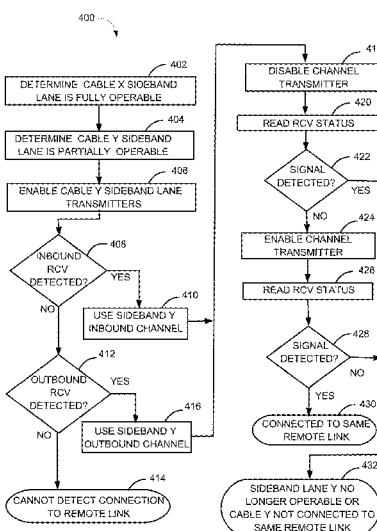 400
402
DETERMINE CABLE X SIDEBAND
LANE IS FULLY OPERABLE
404
DETERMINE CABLE Y SIDEBAND
LANE IS PARTIALLY OPERABLE
406
ENABLE CABLE Y SIDEBAND LANE
TRANSMITTERS
408
INBOUND
RCV
DETECTED?
YES
NO
410
USE SIDEBAND Y
INBOUND CHANNEL
412
OUTBOUND
RCV
DETECTED?
YES
NO
416
USE SIDEBAND Y
OUTBOUND CHANNEL
414
CANNOT DETECT CONNECTION
TO REMOTE LINK
41
DISABLE CHANNEL
TRANSMITTER
420
READ RCV STATUS
422
SIGNAL
DETECTED?
YES
NO
424
ENABLE CHANNEL
TRANSMITTER
426
READ RCV STATUS
428
SIGNAL
DETECTED?
NO
YES
430
CONNECTED TO SAME
REMOTE LINK
432
SIDEBAND LANE Y NO
LONGER OPERABLE OR
CABLE Y NOT CONNECTED TO
SAME REMOTE LINK